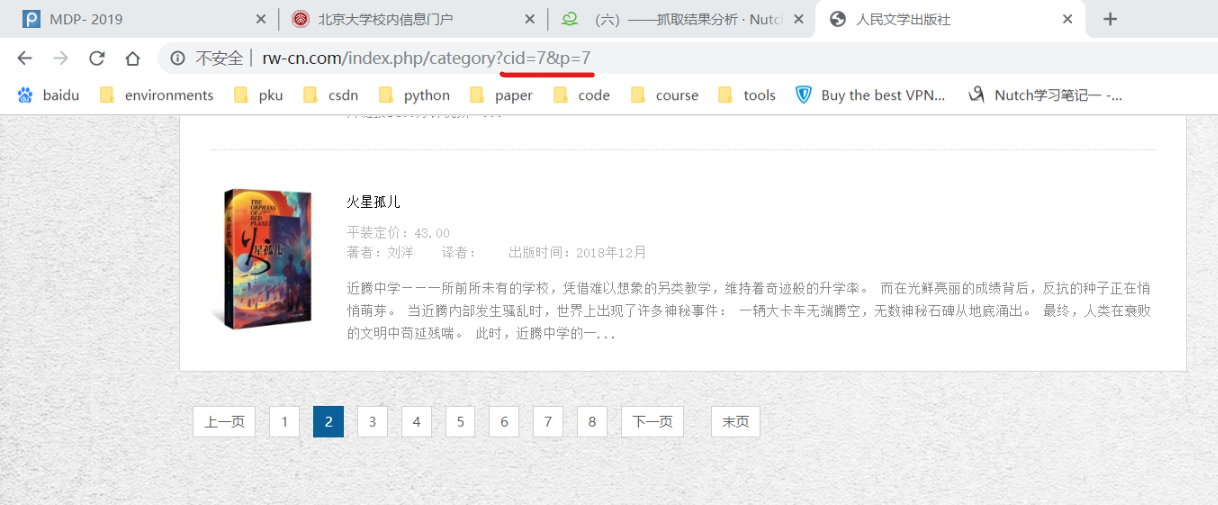 MDP- 2019
北京大学校内信息门户
（六）——抓取结果分析 · Nutc
人民文学出版社
不安全 | rw-cn.com/index.php/category?cid=7&p=7
baidu environments pku csdn python paper code course tools Buy the best VPN... Nutch学习笔记一 -...
火星孤儿
平装定价：43.00
著者：刘洋 译者： 出版时间：2018年12月
近腾中学－－－所前所未有的学校，凭借难以想象的另类教学，维持着奇迹般的升学率。 而在光鲜亮丽的成绩背后，反抗的种子正在悄
悄萌芽。 当近腾内部发生骚乱时，世界上出现了许多神秘事件： 一辆大卡车无端腾空，无数神秘石碑从地底涌出。 最终，人类在衰败
的文明中苟延残喘。 此时，近腾中学的一...
THE ORPHANS OF RED PLANET
火星孤儿
上一页 1 2 3 4 5 6 7 8 下一页 末页